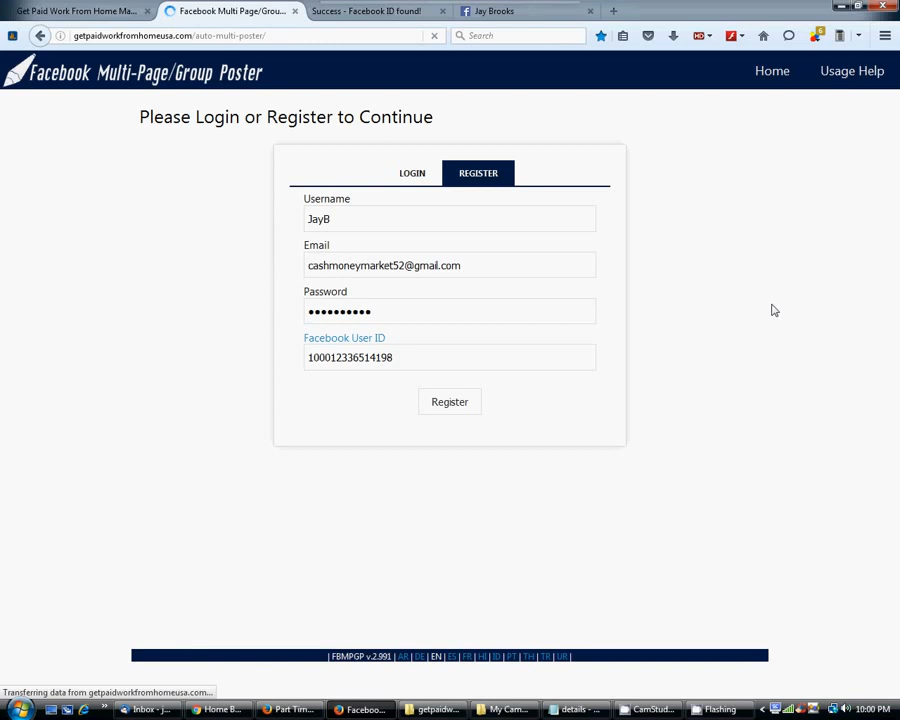 Get Paid Work From Home Ma...
Facebook Multi Page/Grou...
Success - Facebook ID found!
Jay Brooks
getpaidworkfromhomeusa.com/auto-multi-poster/
Search
6
Facebook Multi-Page/Group Poster
Home
Usage Help
Please Login or Register to Continue
LOGIN
REGISTER
Username
JayB
Email
cashmoneymarket52@gmail.com
Password
Facebook User ID
100012336514198
Register
| FBMPGP v.2.991 | AR | DE | EN | ES | FR | HI | ID | PT | TH | TR | UR |
Transferring data from getpaidworkfromhomeusa.com...
Inbox - j...
Home B...
Part Tim...
Faceboo...
getpaidw...
My Cam...
details - ...
CamStud...
Flashing
10:00 PM